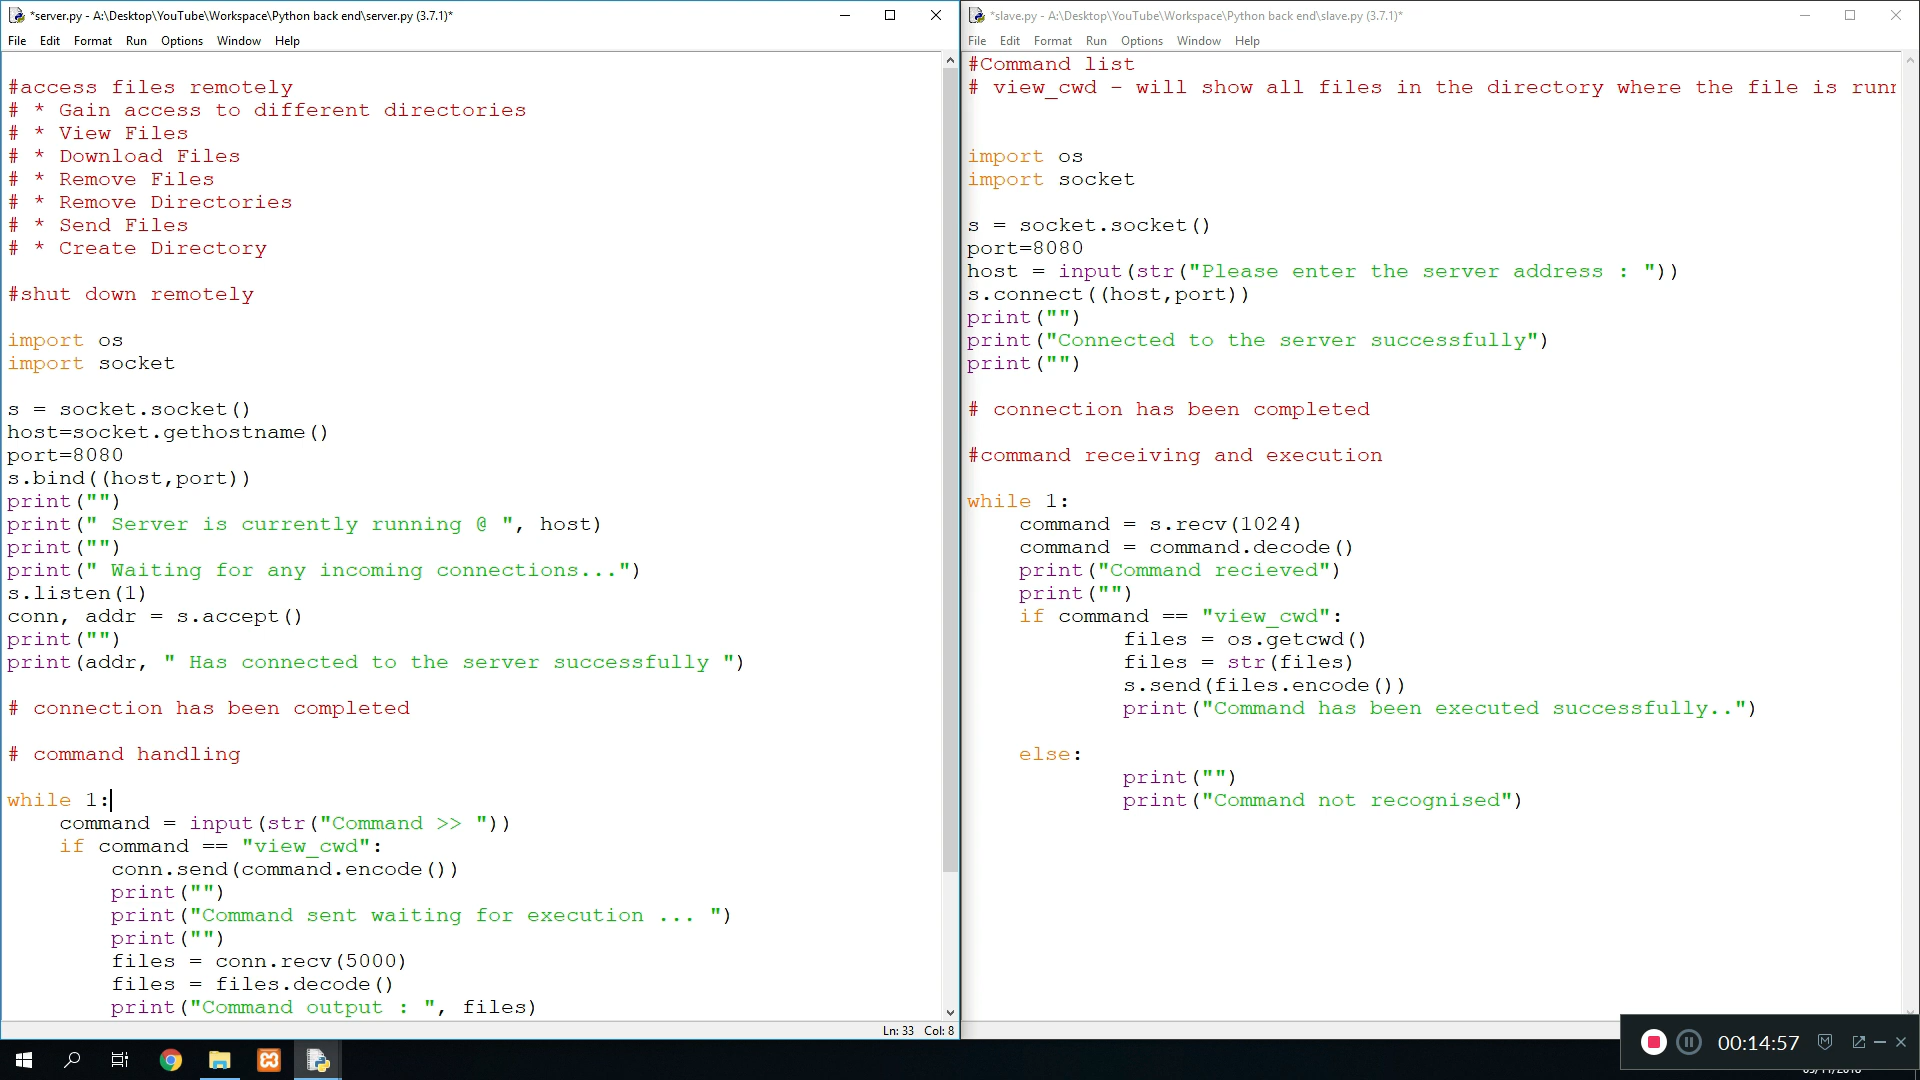 *server.py - A:\Desktop\YouTube\Workspace\Python back end\server.py (3.7.1)*
File Edit Format Run Options Window Help
#access files remotely
# * Gain access to different directories
# * View Files
# * Download Files
# * Remove Files
# * Remove Directories
# * Send Files
# * Create Directory
#shut down remotely
import os
import socket
s = socket.socket()
host=socket.gethostname()
port=8080
s.bind((host,port))
print("")
print(" Server is currently running @ ", host)
print("")
print(" Waiting for any incoming connections...")
s.listen(1)
conn, addr = s.accept()
print("")
print(addr, " Has connected to the server successfully ")
# connection has been completed
# command handling
while 1:
command = input(str("Command >> "))
if command == "view_cwd":
conn.send(command.encode())
print("")
print("Command sent waiting for execution ... ")
print("")
files = conn.recv(5000)
files = files.decode()
print("Command output : ", files)
Ln: 33 Col: 8
*slave.py - A:\Desktop\YouTube\Workspace\Python back end\slave.py (3.7.1)*
File Edit Format Run Options Window Help
#Command list
# view_cwd - will show all files in the directory where the file is
import os
import socket
s = socket.socket()
port=8080
host = input(str("Please enter the server address : "))
s.connect((host,port))
print("")
print("Connected to the server successfully")
print("")
# connection has been completed
#command receiving and execution
while 1:
command = s.recv(1024)
command = command.decode()
print("Command recieved")
print("")
if command == "view_cwd":
files = os.getcwd()
files = str(files)
s.send(files.encode())
print("Command has been executed successfully..")
else:
print("")
print("Command not recognised")
00:14:57